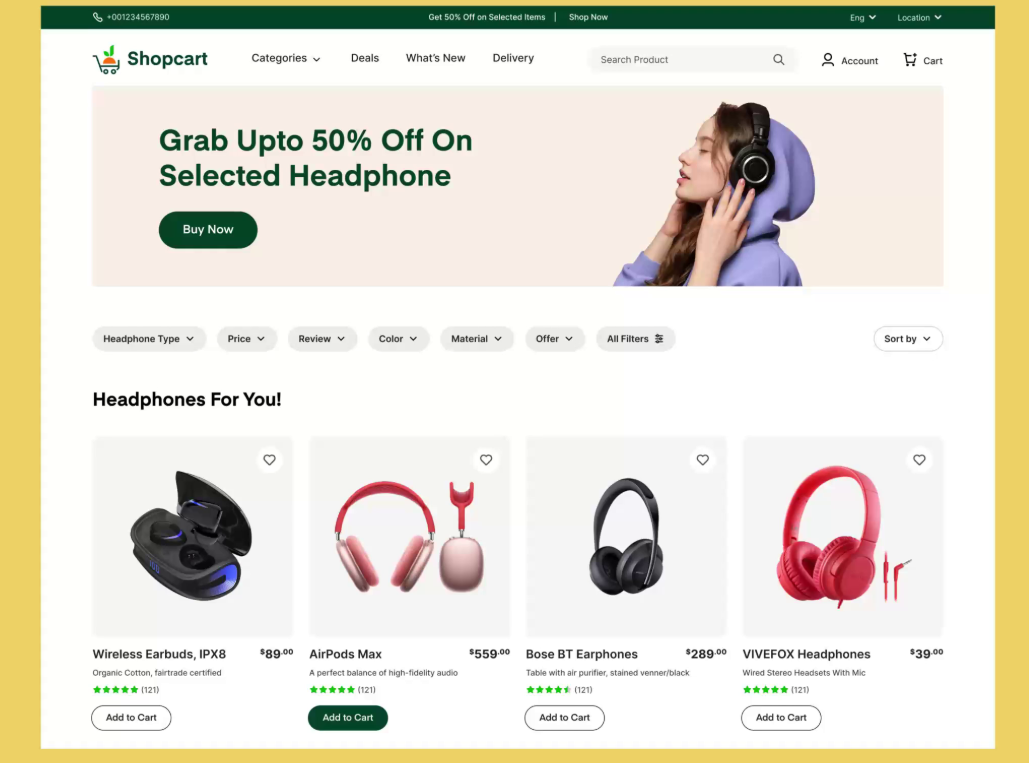 +001234567890
Get 50% Off on Selected Items | Shop Now
Eng
Location
Shopcart
Categories
Deals
What's New
Delivery
Search Product
Account
Cart
Grab Upto 50% Off On
Selected Headphone
Buy Now
Headphone Type
Price
Review
Color
Material
Offer
All Filters
Sort by
Headphones For You!
Wireless Earbuds, IPX8 $89.00
Organic Cotton, fairtrade certified
(121)
Add to Cart
AirPods Max $559.00
A perfect balance of high-fidelity audio
(121)
Add to Cart
Bose BT Earphones $289.00
Table with air purifier, stained venner/black
(121)
Add to Cart
VIVEFOX Headphones $39.00
Wired Stereo Headsets With Mic
(121)
Add to Cart